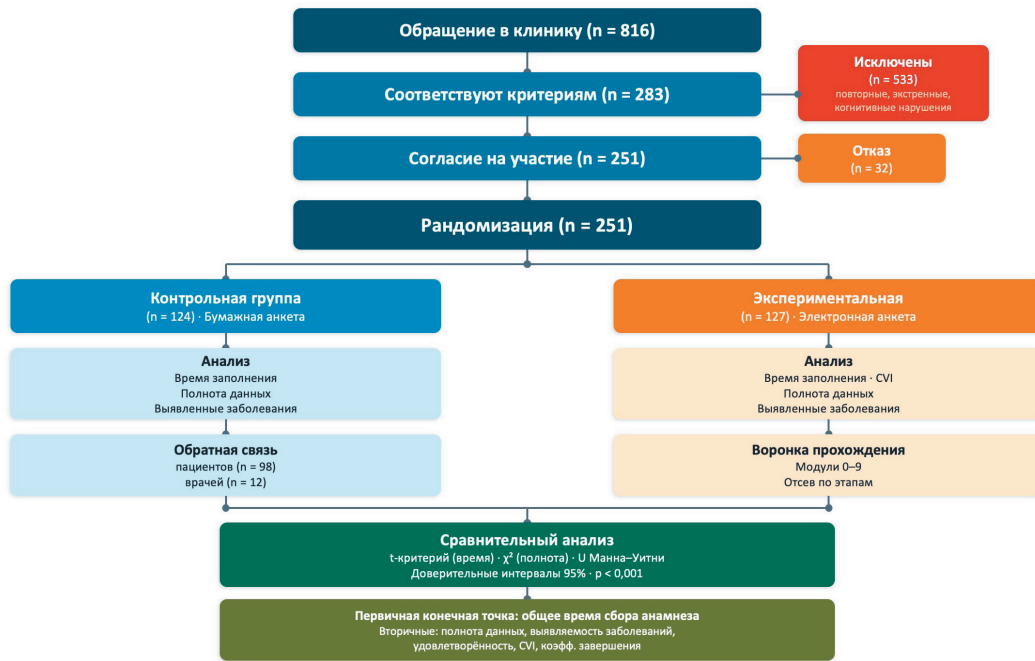 Обращение в клинику (n = 816)
Исключены
(n = 533)
повторные, экстренные,
когнитивные нарушения
Соответствуют критериям (n = 283)
Согласие на участие (n = 251)
Отказ
(n = 32)
Рандомизация (n = 251)
Контрольная группа
(n = 124) · Бумажная анкета
Анализ
Время заполнения
Полнота данных
Выявленные заболевания
Обратная связь
пациентов (n = 98)
врачей (n = 12)
Экспериментальная
(n = 127) · Электронная анкета
Анализ
Время заполнения · CVI
Полнота данных
Выявленные заболевания
Воронка прохождения
Модули 0–9
Отсев по этапам
Сравнительный анализ
t-критерий (время) · χ² (полнота) · U Манна–Уитни
Доверительные интервалы 95% · p < 0,001
Первичная конечная точка: общее время сбора анамнеза
Вторичные: полнота данных, выявляемость заболеваний,
удовлетворённость, CVI, коэфф. завершения